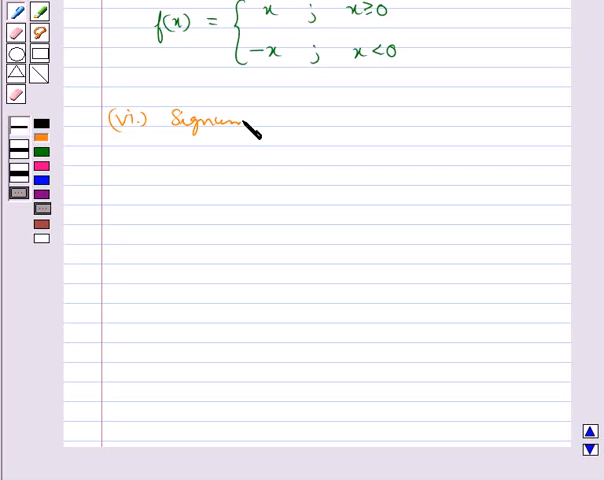 f(x) = { x ; x ≥ 0
-x ; x < 0
(vi.) Signum